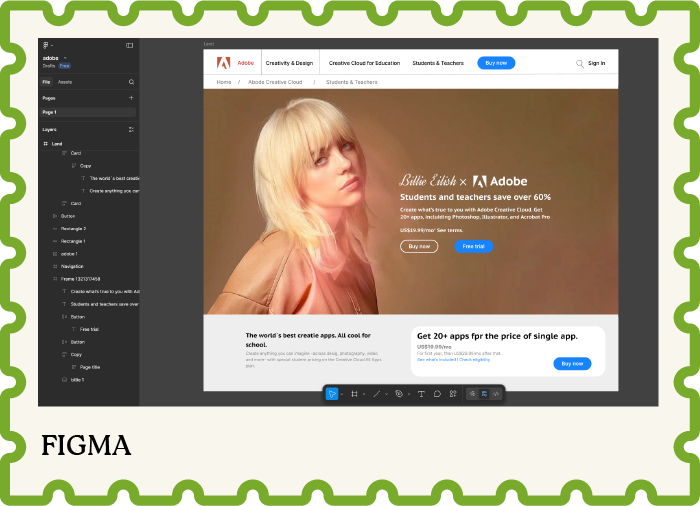 Land
adobe
Drafts Free
File Assets
Pages
Page 1
Layers
Land
Card
Copy
The world´s best creativ
Create anything you can
Card
Button
Rectangle 2
Rectangle 1
adobe 1
Navigation
Frame 1321317458
Create what's true to you with Ad
Students and teachers save over
Button
Free trial
Button
Copy
Page title
billie 1
Adobe Creativity & Design Creative Cloud for Education Students & Teachers Buy now Sign in
Home / Abode Creative Cloud / Students & Teachers
Billie Eilish × Adobe
Students and teachers save over 60%
Create what's true to you with Adobe Creative Cloud. Get
20+ apps, including Photoshop, Illustrator, and Acrobat Pro
US$19.99/mo* See terms.
Buy now Free trial
The world´s best creatie apps. All cool for
school.
Create anything you can imagine
photography, video
and more- with special student pricing on the Creative Cloud All Apps
plan.
Get 20+ apps fpr the price of single app.
US$19.99/mo
For first year, then US$29.99/mo after that.
See what's included? Check eligibility
Buy now
FIGMA